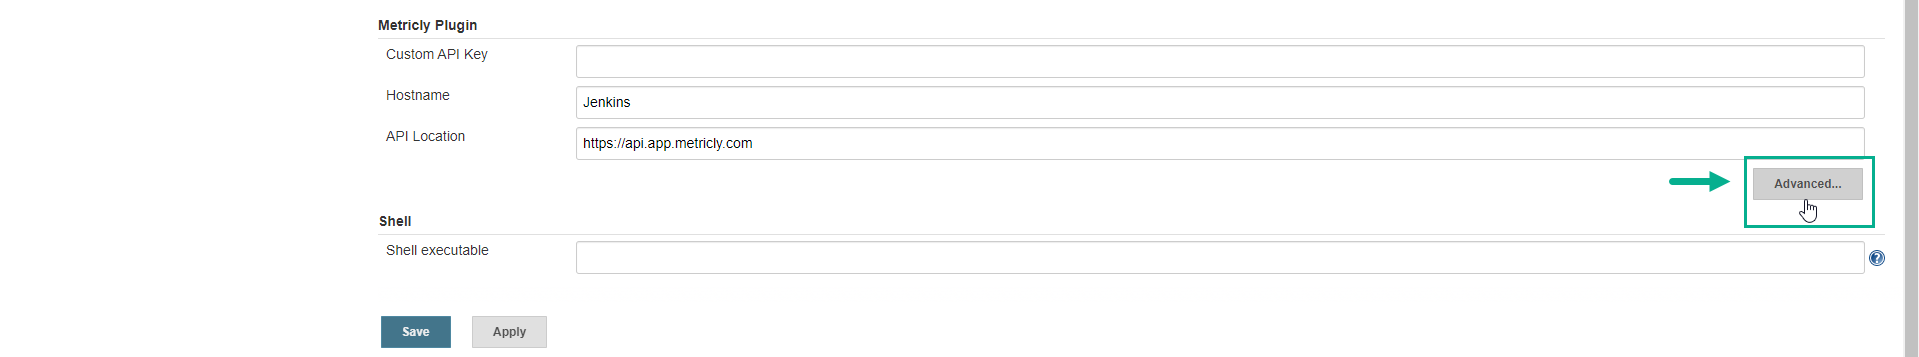 Metricly Plugin
Custom API Key
Hostname
Jenkins
API Location
https://api.app.metricly.com
Advanced...
Shell
Shell executable
?
Save
Apply